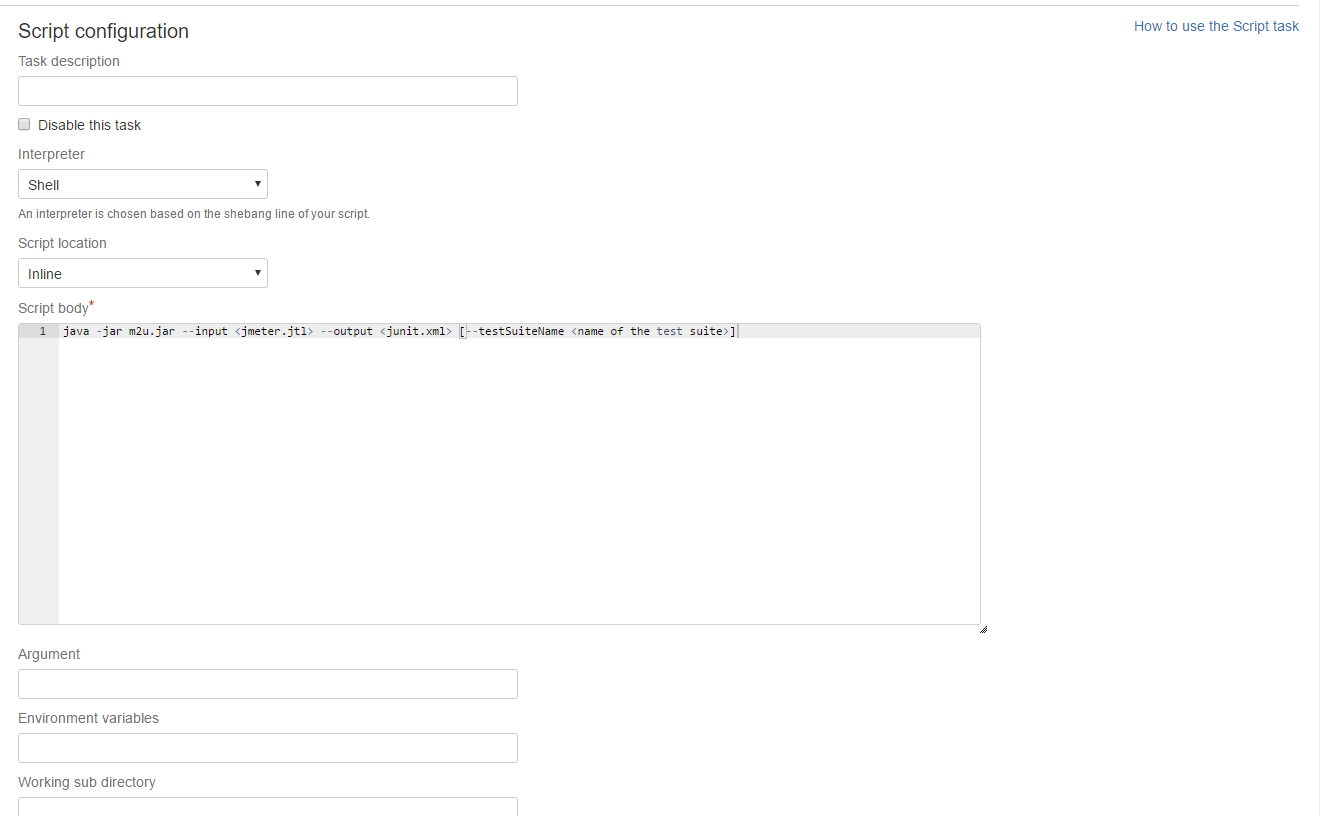 Script configuration
How to use the Script task
Task description
Disable this task
Interpreter
Shell
An interpreter is chosen based on the shebang line of your script.
Script location
Inline
Script body*
1 java -jar m2u.jar --input <jmeter.jtl> --output <junit.xml> [--testSuiteName <name of the test suite>]
Argument
Environment variables
Working sub directory